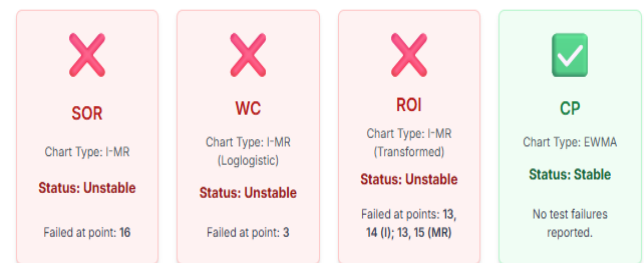 SOR
Chart Type: I-MR
Status: Unstable
Failed at point: 16
WC
Chart Type: I-MR
(Loglogistic)
Status: Unstable
Failed at point: 3
ROI
Chart Type: I-MR
(Transformed)
Status: Unstable
Failed at points: 13,
14 (I); 13, 15 (MR)
CP
Chart Type: EWMA
Status: Stable
No test failures
reported.